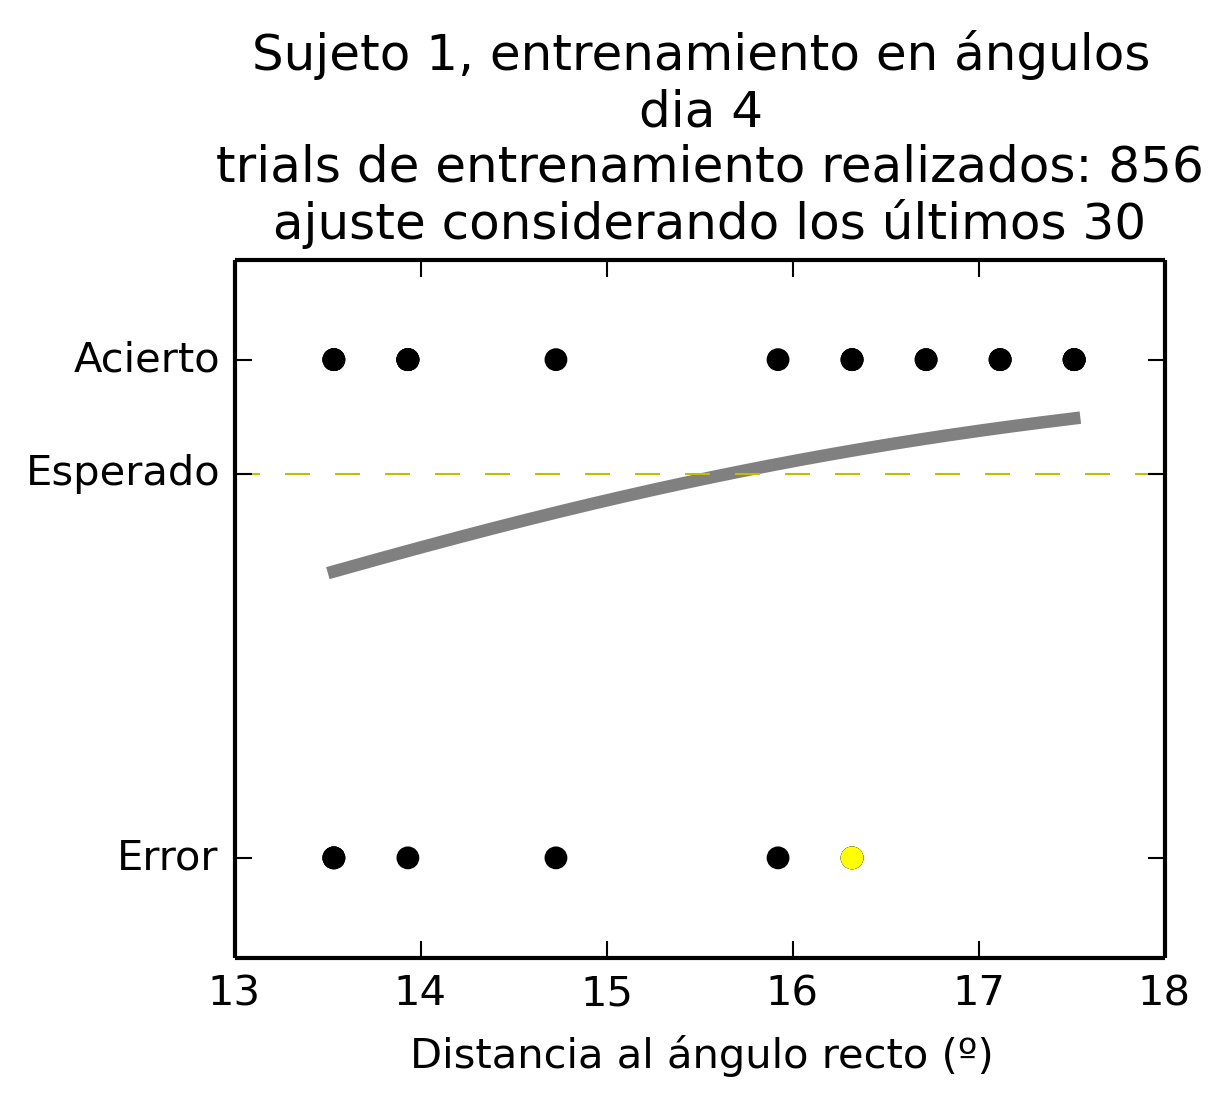 Sujeto 1, entrenamiento en ángulos
dia 4
trials de entrenamiento realizados: 856
ajuste considerando los últimos 30
Acierto
Esperado
Error
13 14 15 16 17 18
Distancia al ángulo recto (º)